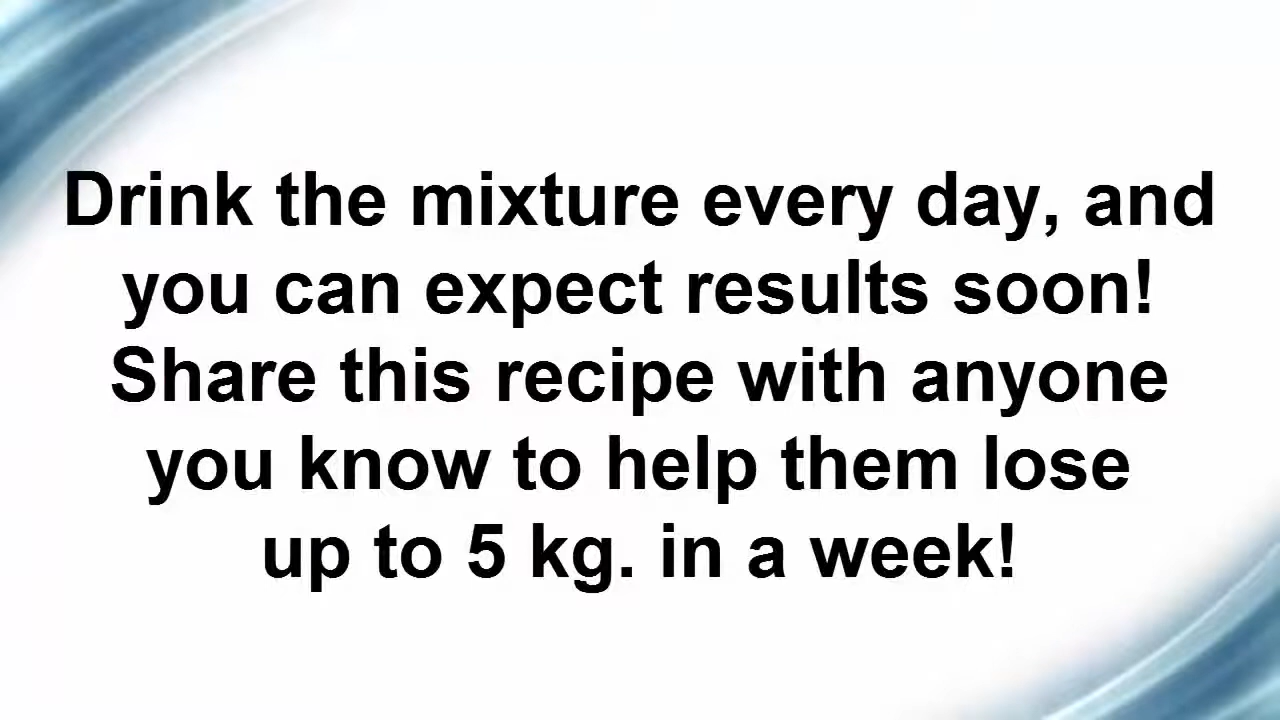 Drink the mixture every day, and
you can expect results soon!
Share this recipe with anyone
you know to help them lose
up to 5 kg. in a week!